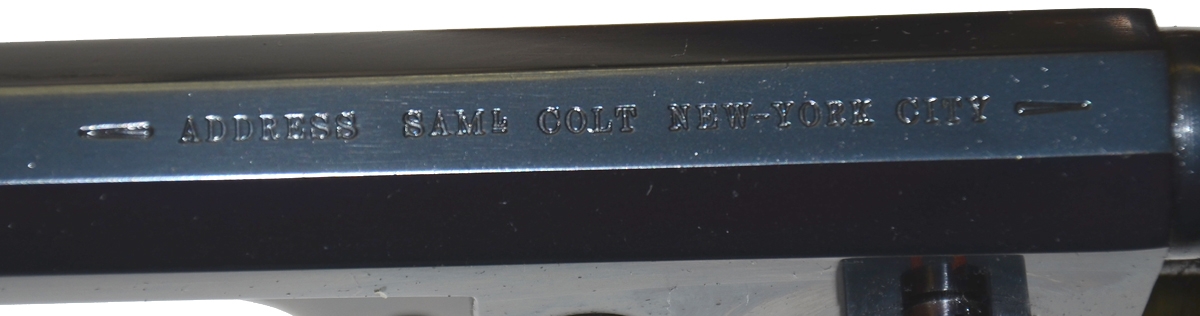 ADDRESS SAML COLT NEW-YORK CITY